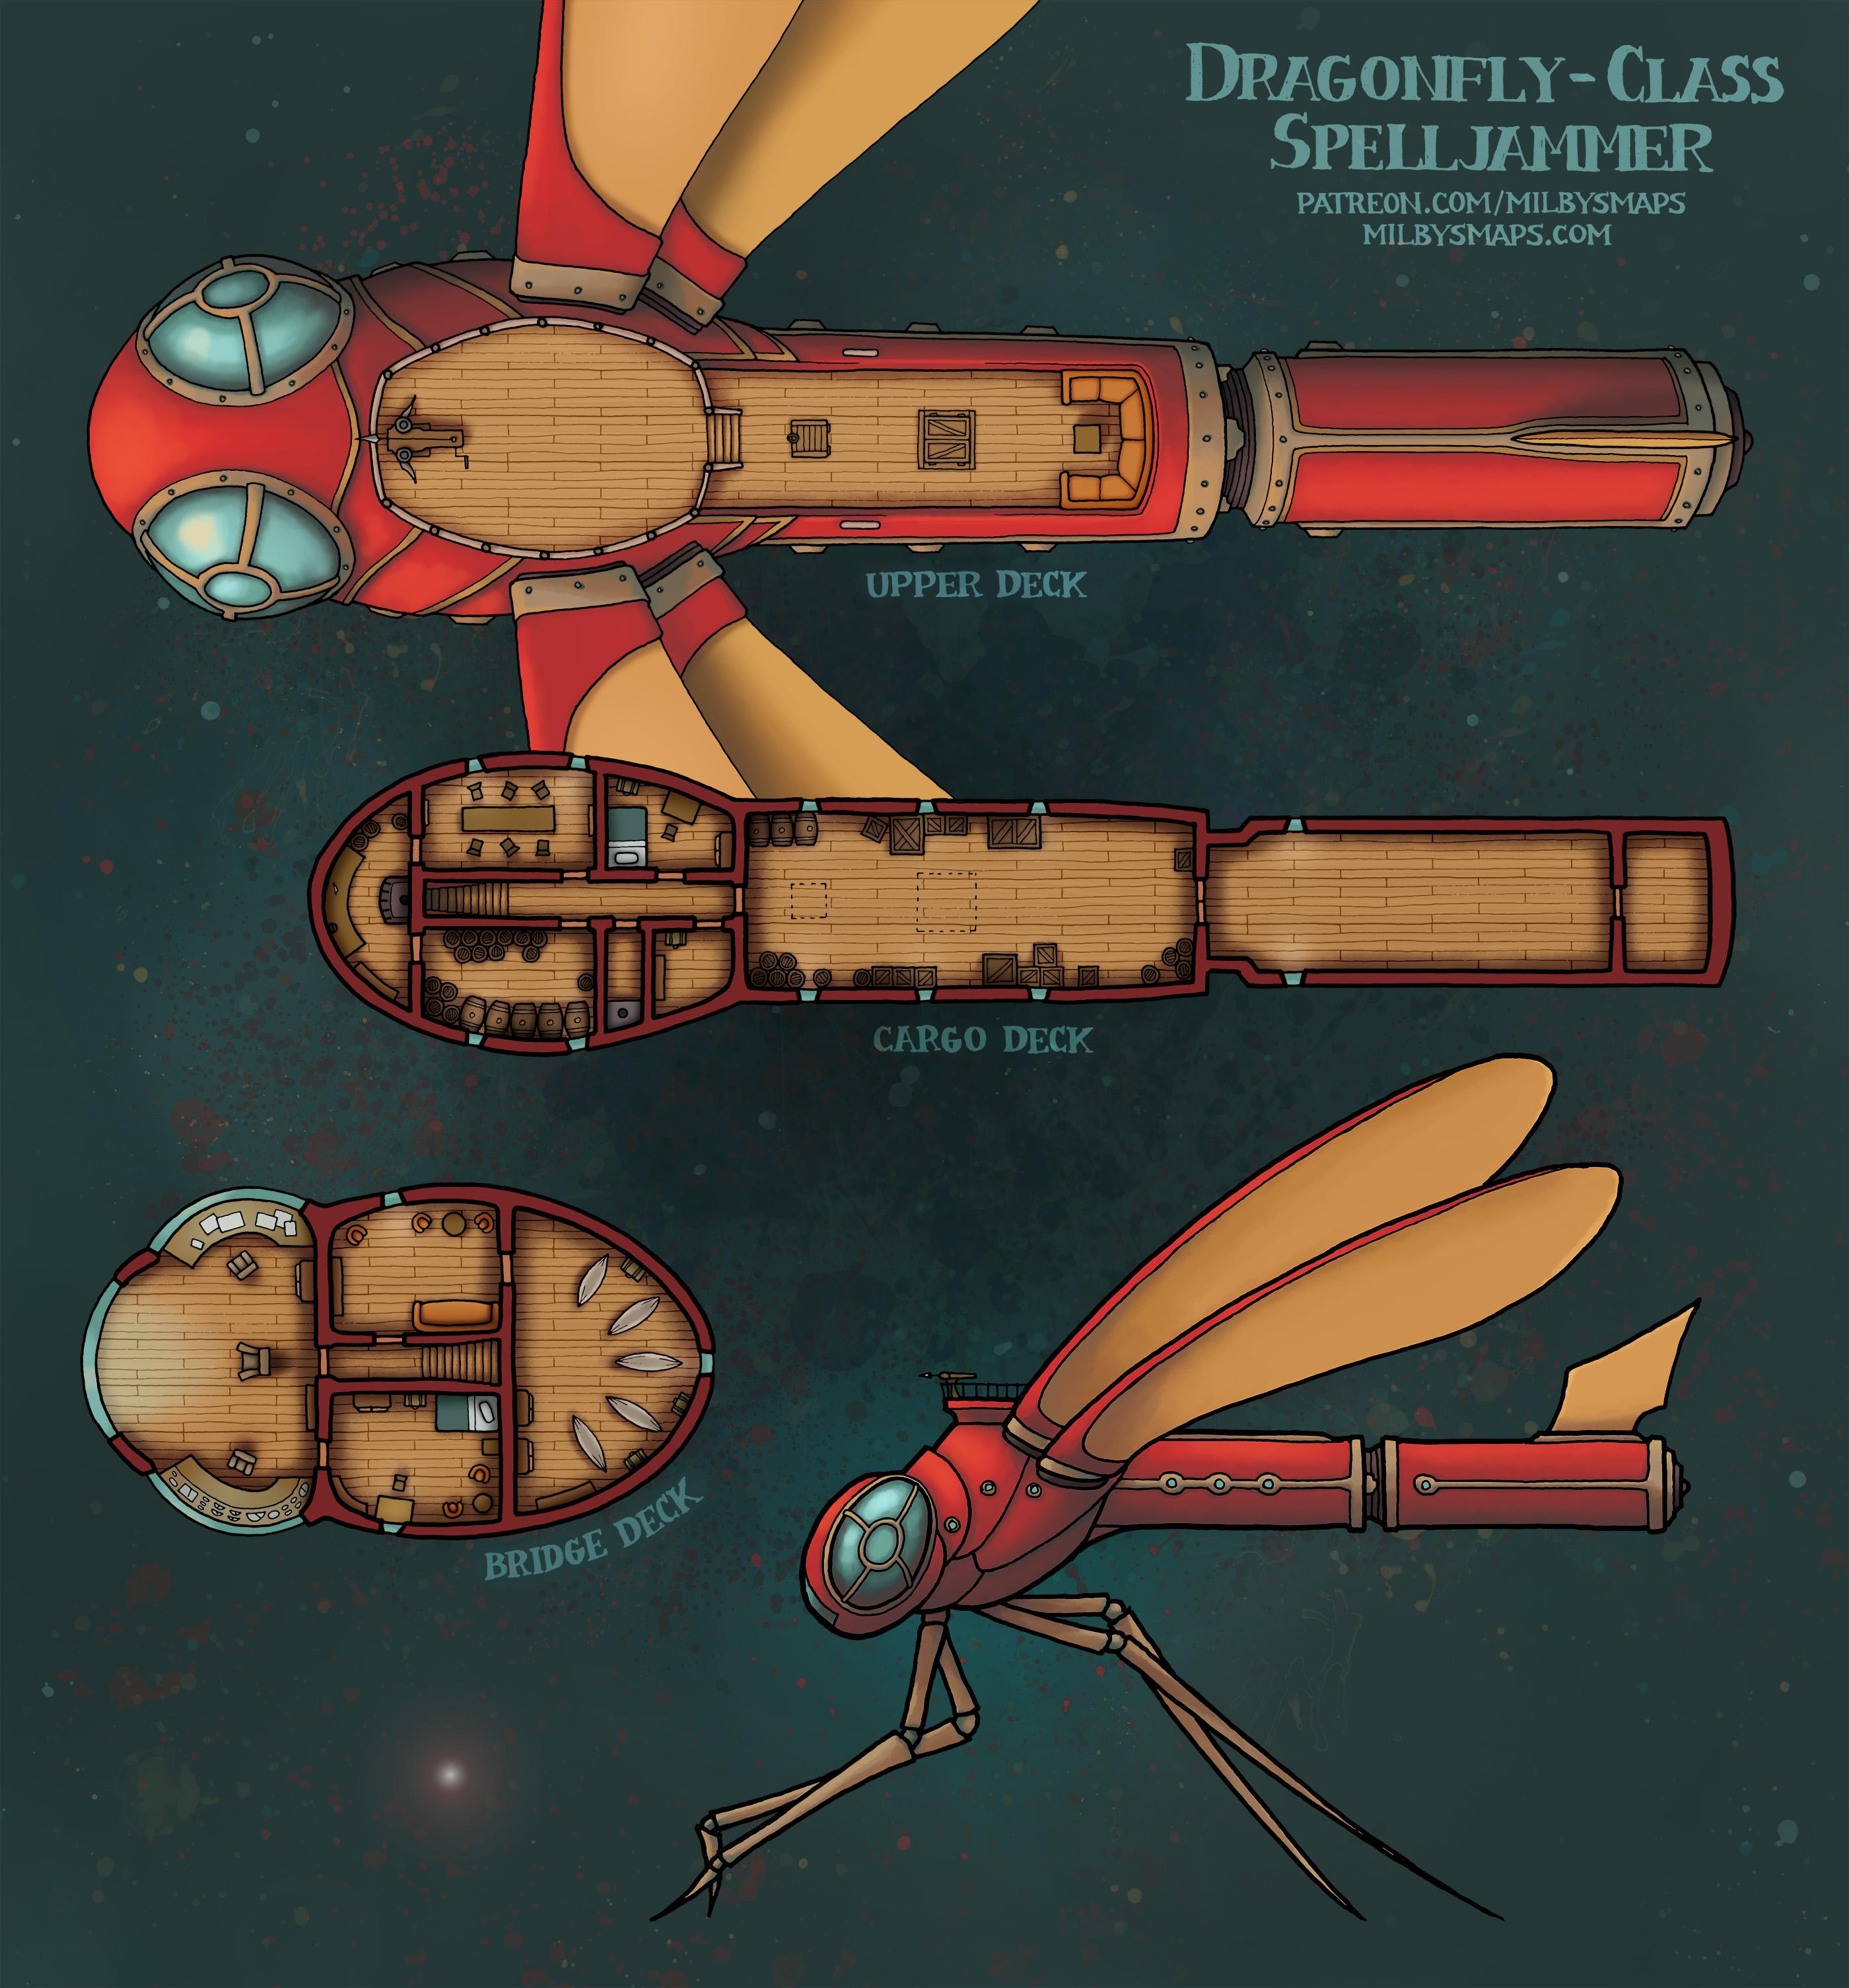 Dragonfly-Class
Spelljammer
patreon.com/milbysmaps
milbysmaps.com
Upper Deck
Cargo Deck
Bridge Deck